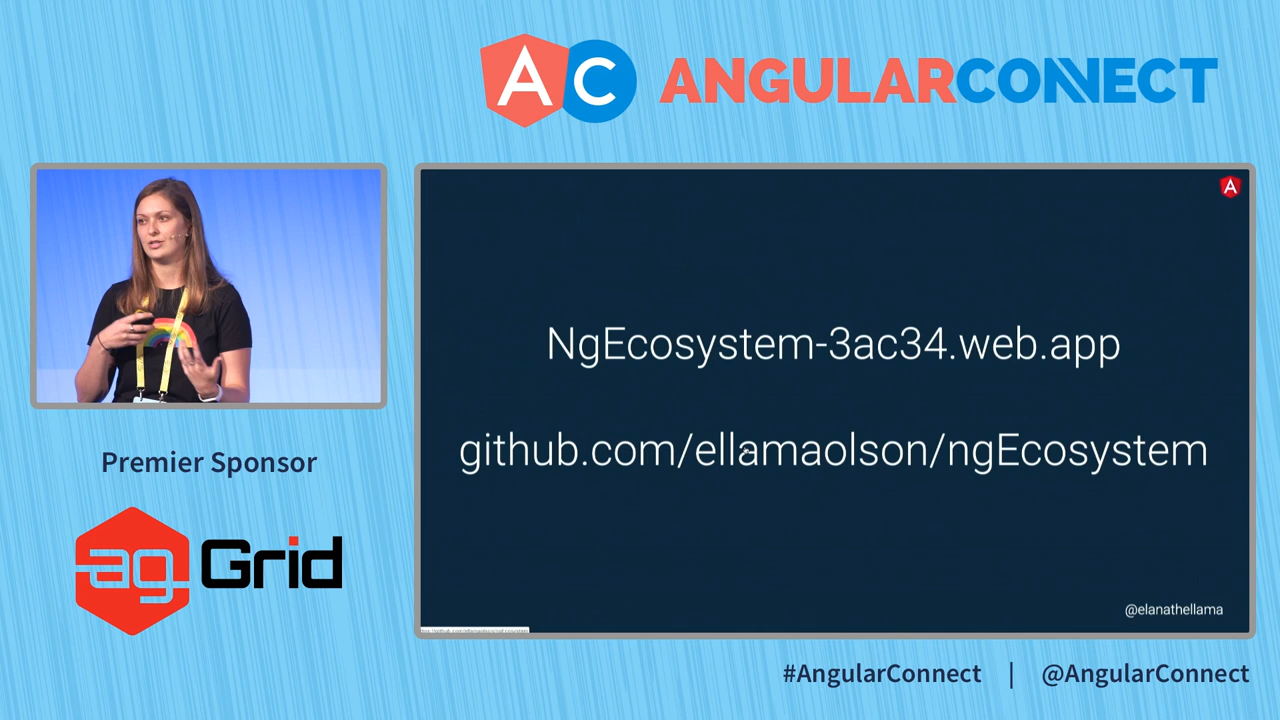 AC ANGULARCONNECT
NgEcosystem-3ac34.web.app
github.com/ellamaolson/ngEcosystem
@elanathellama
Premier Sponsor
ag Grid
#AngularConnect | @AngularConnect